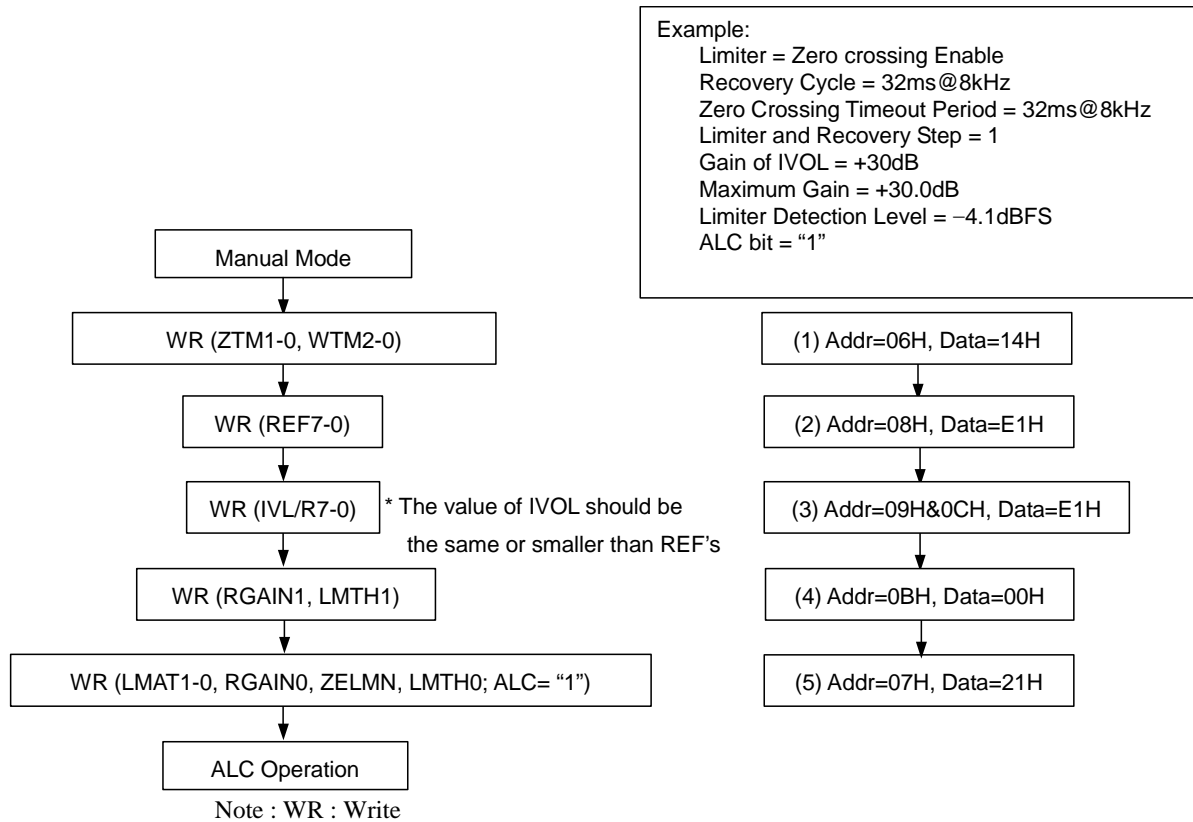 Example:
Limiter = Zero crossing Enable
Recovery Cycle = 32ms@8kHz
Zero Crossing Timeout Period = 32ms@8kHz
Limiter and Recovery Step = 1
Gain of IVOL = +30dB
Maximum Gain = +30.0dB
Limiter Detection Level = −4.1dBFS
ALC bit = “1”
Manual Mode
WR (ZTM1-0, WTM2-0)
WR (REF7-0)
WR (IVL/R7-0)
* The value of IVOL should be
the same or smaller than REF’s
WR (RGAIN1, LMTH1)
WR (LMAT1-0, RGAIN0, ZELMN, LMTH0; ALC= “1”)
ALC Operation
Note : WR : Write
(1) Addr=06H, Data=14H
(2) Addr=08H, Data=E1H
(3) Addr=09H&0CH, Data=E1H
(4) Addr=0BH, Data=00H
(5) Addr=07H, Data=21H